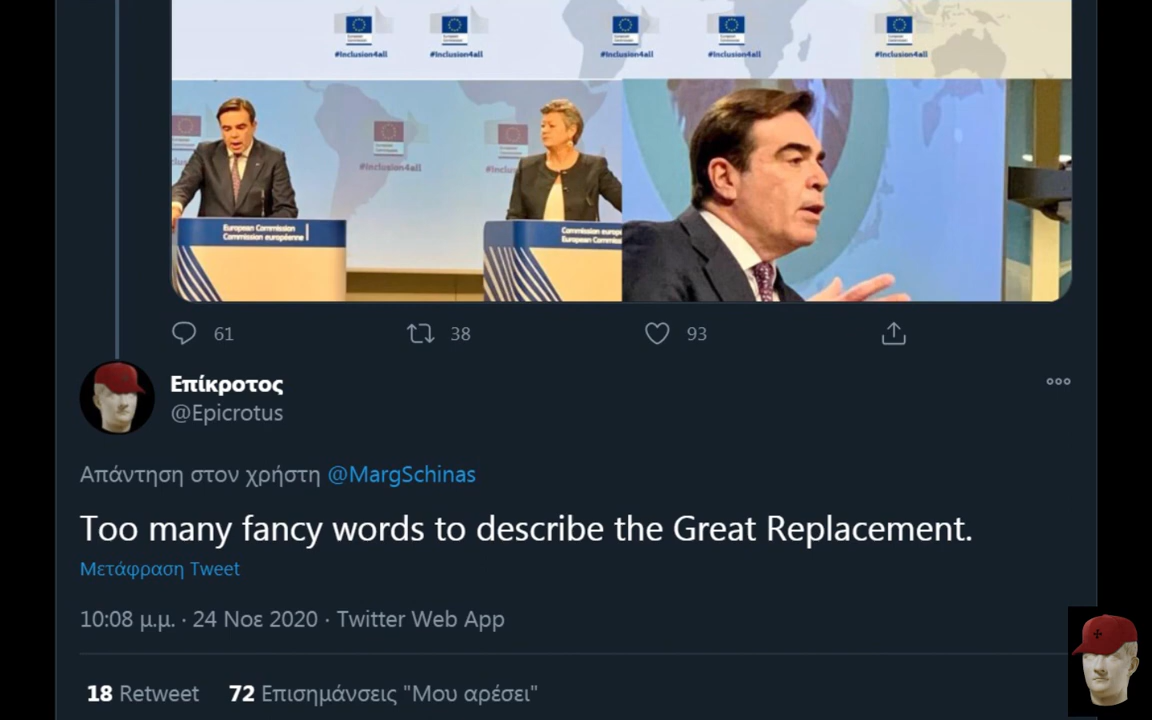 #Inclusion4all #Inclusion4all #Inclusion4all #Inclusion4all #Inclusion4all
#Inclusion4all
European Commission
Commission européenne
61 38 93
Επίκροτος
@Epicrotus
Απάντηση στον χρήστη @MargSchinas
Too many fancy words to describe the Great Replacement.
Μετάφραση Tweet
10:08 μ.μ. · 24 Νοε 2020 · Twitter Web App
18 Retweet 72 Επισημάνσεις "Μου αρέσει"